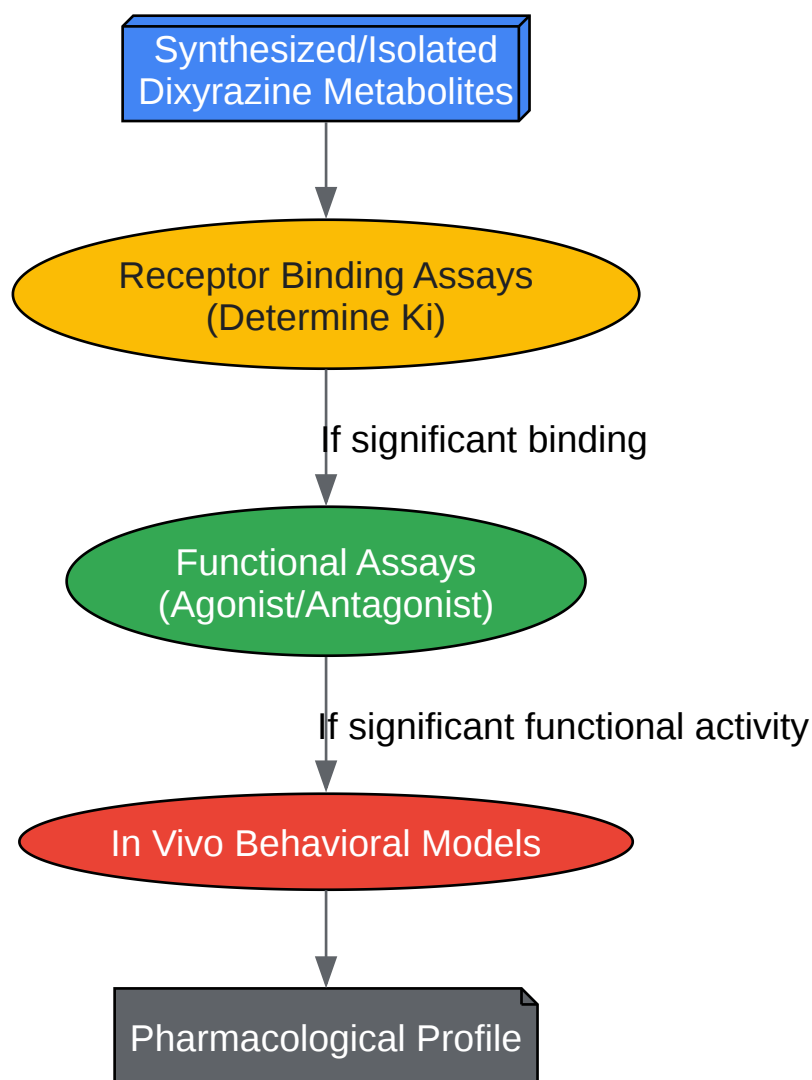 Synthesized/Isolated
Dixyrazine Metabolites
Receptor Binding Assays
(Determine Ki)
If significant binding
Functional Assays
(Agonist/Antagonist)
If significant functional activity
In Vivo Behavioral Models
Pharmacological Profile